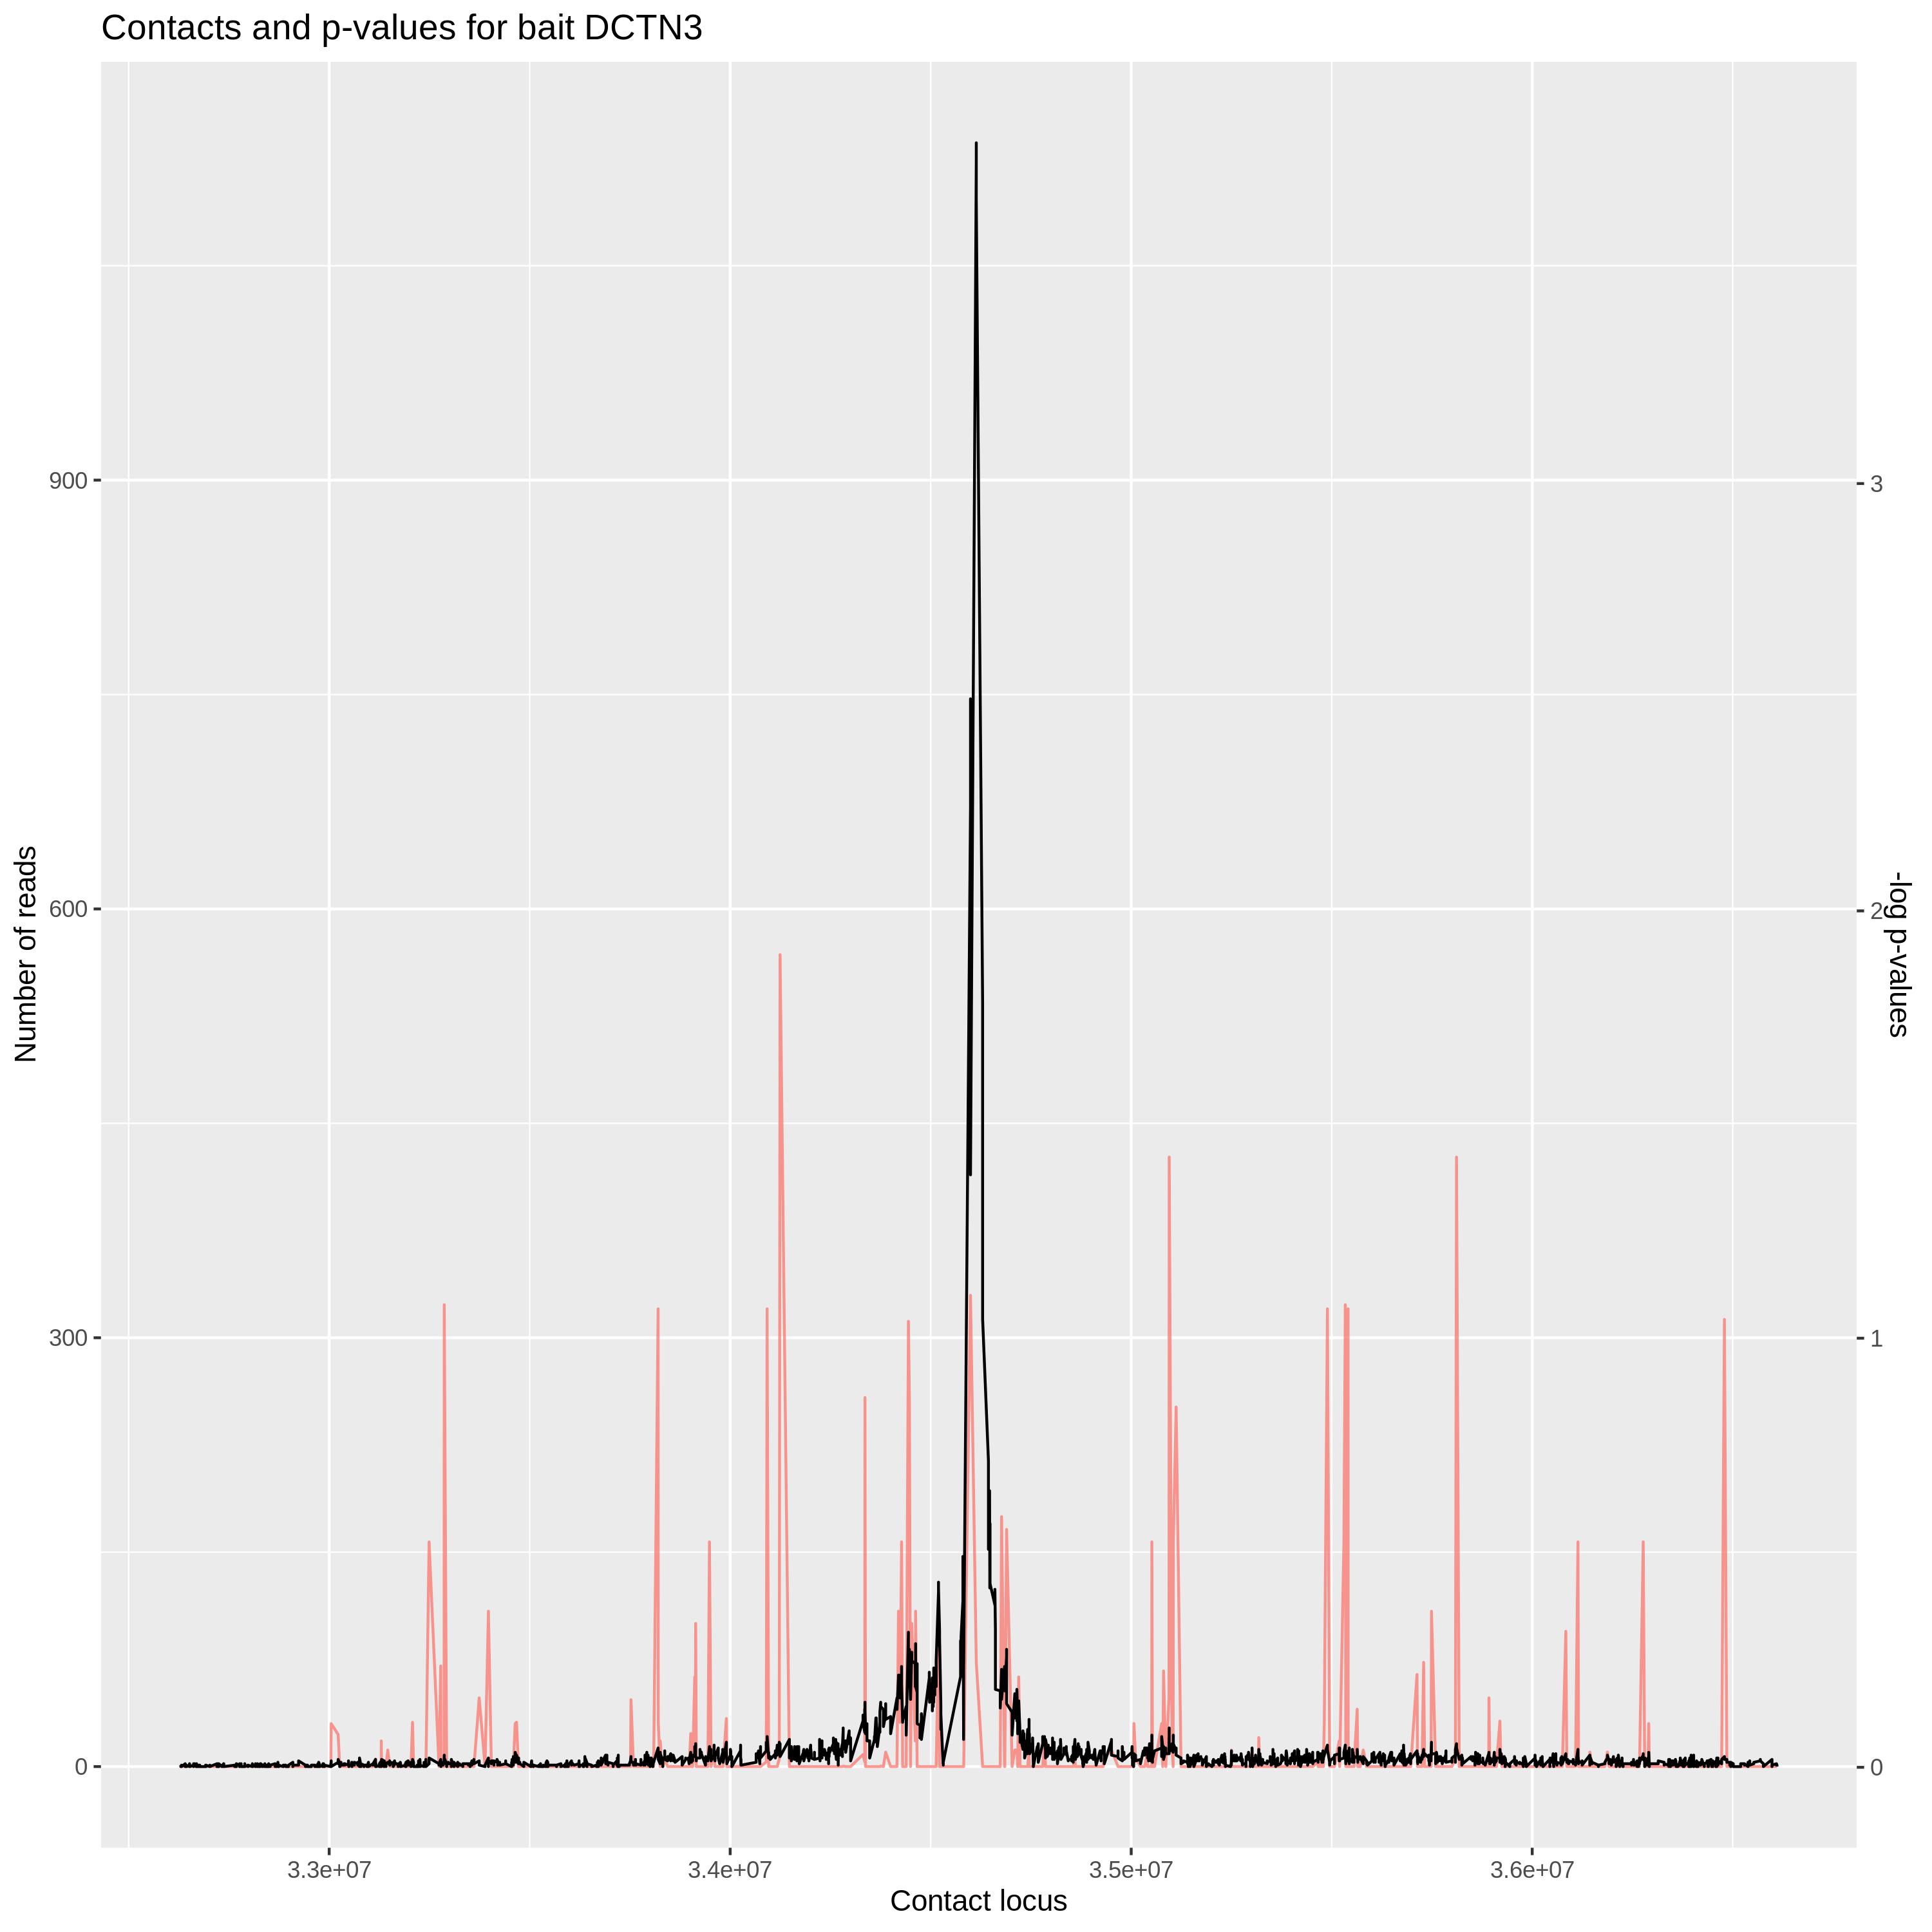 Contacts and p-values for bait DCTN3
Number of reads
900
600
300
0
3
2
1
0
-log p-values
3.3e+07
3.4e+07
3.5e+07
3.6e+07
Contact locus